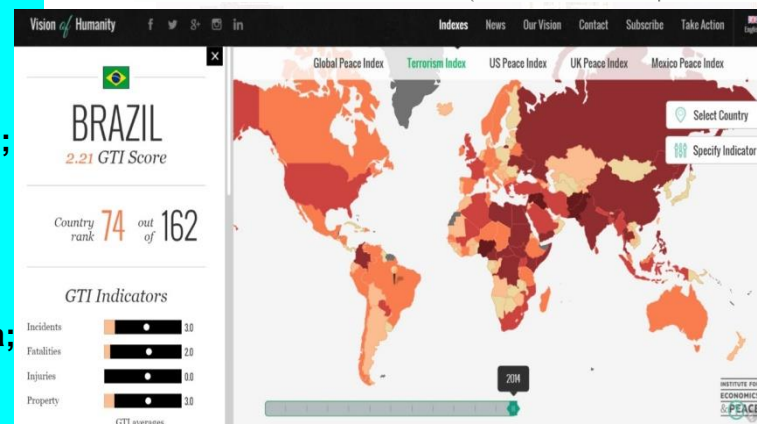 Vision of Humanity
Indexes News Our Vision Contact Subscribe Take Action
Global Peace Index Terrorism Index US Peace Index UK Peace Index Mexico Peace Index
Select Country
Specify Indicator
BRAZIL
2.21 GTI Score
Country rank 74 out of 162
GTI Indicators
Incidents 3.0
Fatalities 2.0
Injuries 0.0
Property 3.0
GTI averages
2014
INSTITUTE FOR
ECONOMICS
& PEACE